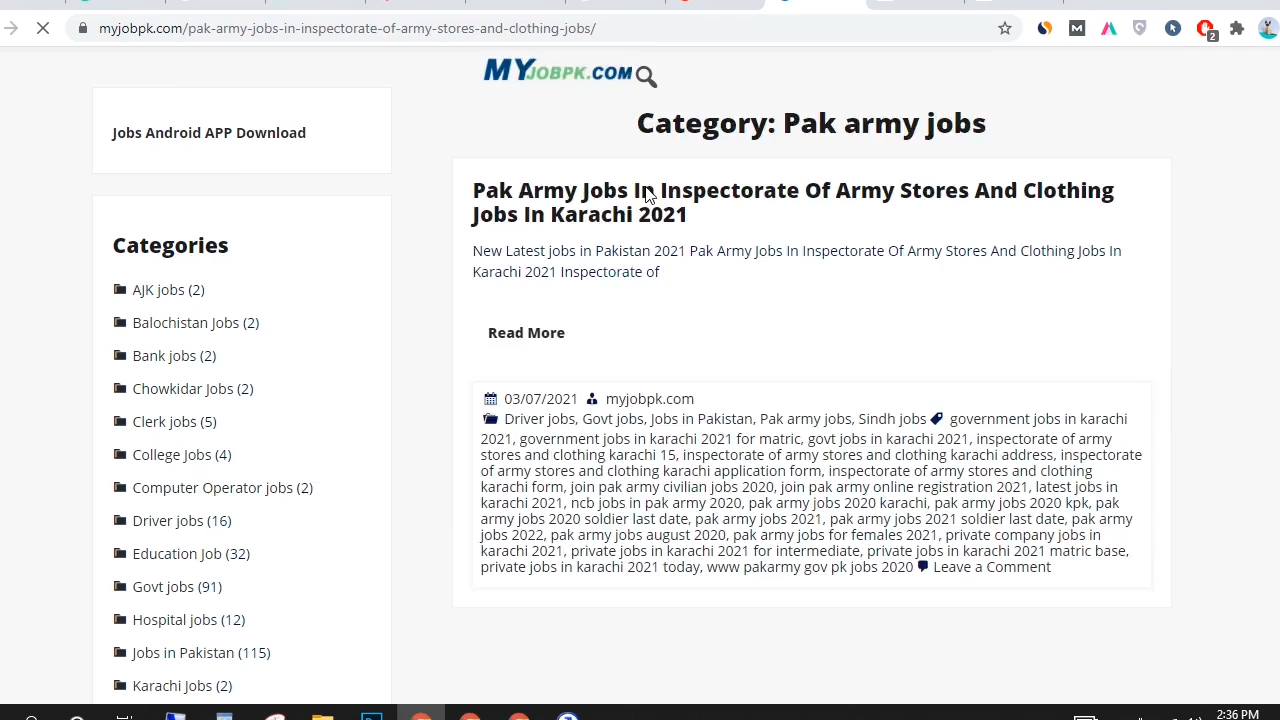 myjobpk.com/pak-army-jobs-in-inspectorate-of-army-stores-and-clothing-jobs/
2
MYJOBPK.COM
Jobs Android APP Download
Category: Pak army jobs
Pak Army Jobs In Inspectorate Of Army Stores And Clothing
Jobs In Karachi 2021
New Latest jobs in Pakistan 2021 Pak Army Jobs In Inspectorate Of Army Stores And Clothing Jobs In
Karachi 2021 Inspectorate of
Read More
03/07/2021 myjobpk.com
Driver jobs, Govt jobs, Jobs in Pakistan, Pak army jobs, Sindh jobs government jobs in karachi
2021, government jobs in karachi 2021 for matric, govt jobs in karachi 2021, inspectorate of army
stores and clothing karachi 15, inspectorate of army stores and clothing karachi address, inspectorate
of army stores and clothing karachi application form, inspectorate of army stores and clothing
karachi form, join pak army civilian jobs 2020, join pak army online registration 2021, latest jobs in
karachi 2021, ncb jobs in pak army 2020, pak army jobs 2020 karachi, pak army jobs 2020 kpk, pak
army jobs 2020 soldier last date, pak army jobs 2021, pak army jobs 2021 soldier last date, pak army
jobs 2022, pak army jobs august 2020, pak army jobs for females 2021, private company jobs in
karachi 2021, private jobs in karachi 2021 for intermediate, private jobs in karachi 2021 matric base,
private jobs in karachi 2021 today, www pakarmy gov pk jobs 2020 Leave a Comment
Categories
AJK jobs (2)
Balochistan Jobs (2)
Bank jobs (2)
Chowkidar Jobs (2)
Clerk jobs (5)
College Jobs (4)
Computer Operator jobs (2)
Driver jobs (16)
Education Job (32)
Govt jobs (91)
Hospital jobs (12)
Jobs in Pakistan (115)
Karachi Jobs (2)
2:36 PM